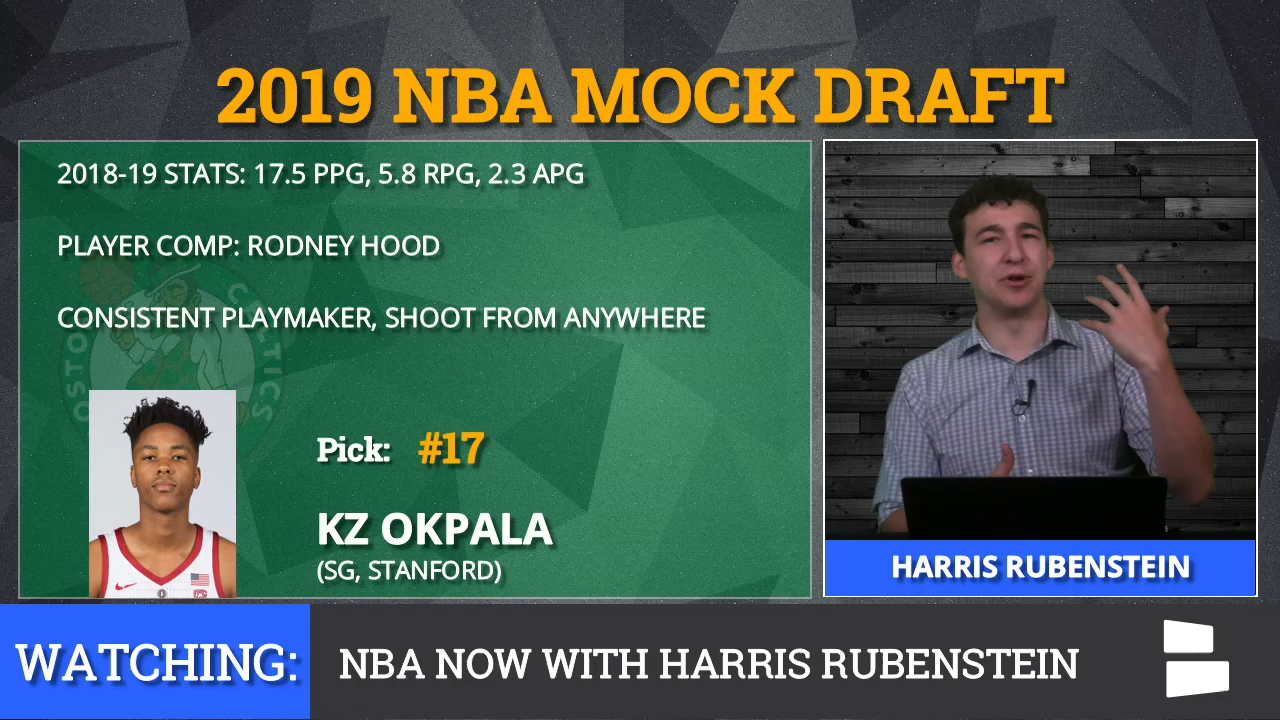 2019 NBA MOCK DRAFT
2018-19 STATS: 17.5 PPG, 5.8 RPG, 2.3 APG
PLAYER COMP: RODNEY HOOD
CONSISTENT PLAYMAKER, SHOOT FROM ANYWHERE
OSTO
CELTICS
Pick: #17
KZ OKPALA
(SG, STANFORD)
HARRIS RUBENSTEIN
WATCHING:
NBA NOW WITH HARRIS RUBENSTEIN